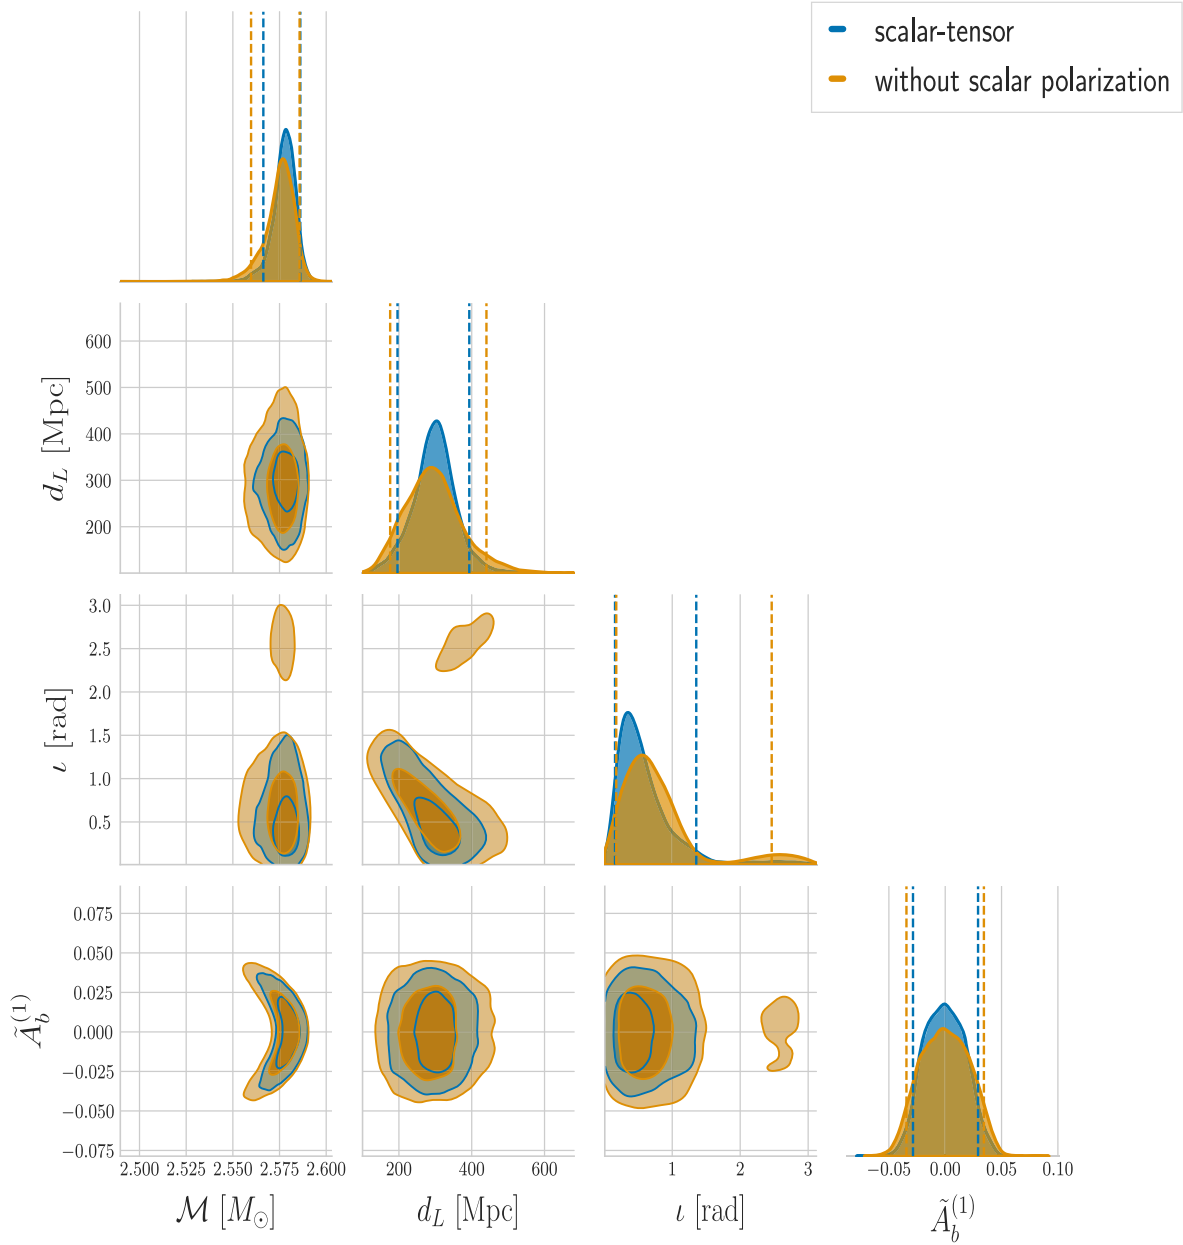 scalar-tensor
without scalar polarization
d_L [Mpc]
600
500
400
300
200
ι [rad]
3.0
2.5
2.0
1.5
1.0
0.5
Ã_b^{(1)}
0.075
0.050
0.025
0.000
−0.025
−0.050
−0.075
2.500 2.525 2.550 2.575 2.600
200 400 600
1 2 3
−0.05 0.00 0.05 0.10
ℳ [M_⊙]
d_L [Mpc]
ι [rad]
Ã_b^{(1)}